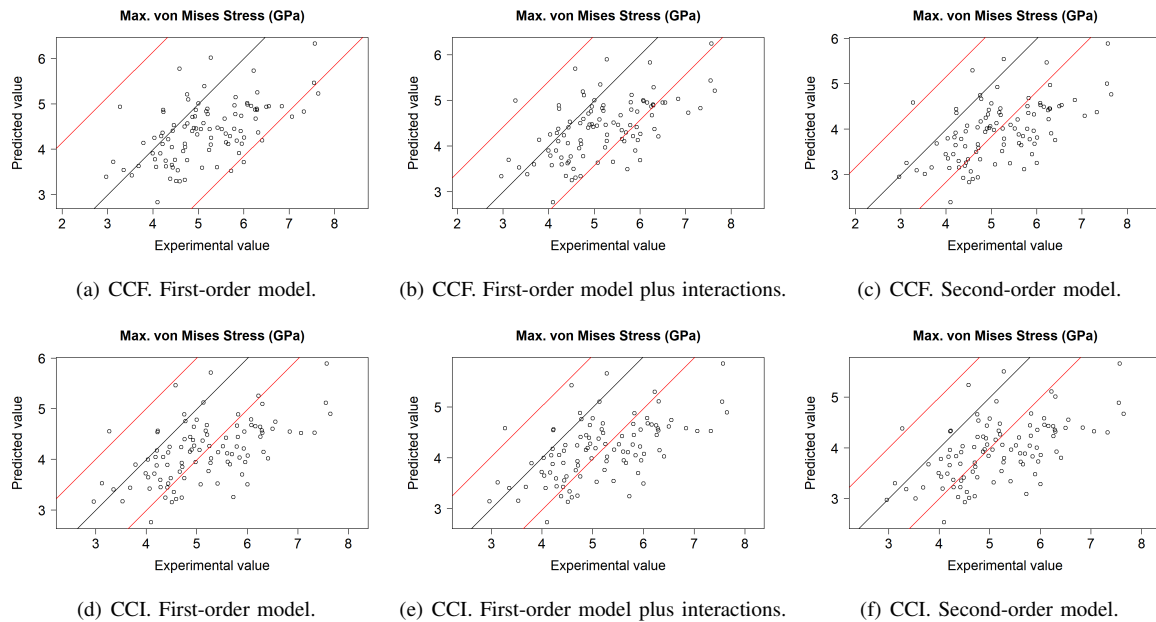 Max. von Mises Stress (GPa)
Max. von Mises Stress (GPa)
Max. von Mises Stress (GPa)
Predicted value
6
5
4
3
2 3 4 5 6 7 8
Experimental value
Predicted value
6
5
4
3
2 3 4 5 6 7 8
Experimental value
Predicted value
6
5
4
3
2 3 4 5 6 7 8
Experimental value
(a) CCF. First-order model.
(b) CCF. First-order model plus interactions.
(c) CCF. Second-order model.
Max. von Mises Stress (GPa)
Max. von Mises Stress (GPa)
Max. von Mises Stress (GPa)
Predicted value
6
5
4
3
3 4 5 6 7 8
Experimental value
Predicted value
5
4
3
3 4 5 6 7 8
Experimental value
Predicted value
5
4
3
3 4 5 6 7 8
Experimental value
(d) CCI. First-order model.
(e) CCI. First-order model plus interactions.
(f) CCI. Second-order model.